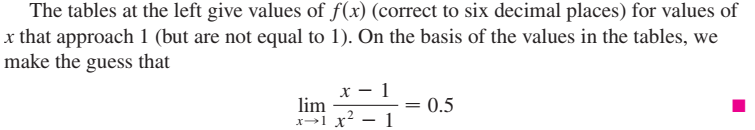 The tables at the left give values of f(x) (correct to six decimal places) for values of
x that approach 1 (but are not equal to 1). On the basis of the values in the tables, we
make the guess that
lim x→1 (x − 1)/(x² − 1) = 0.5